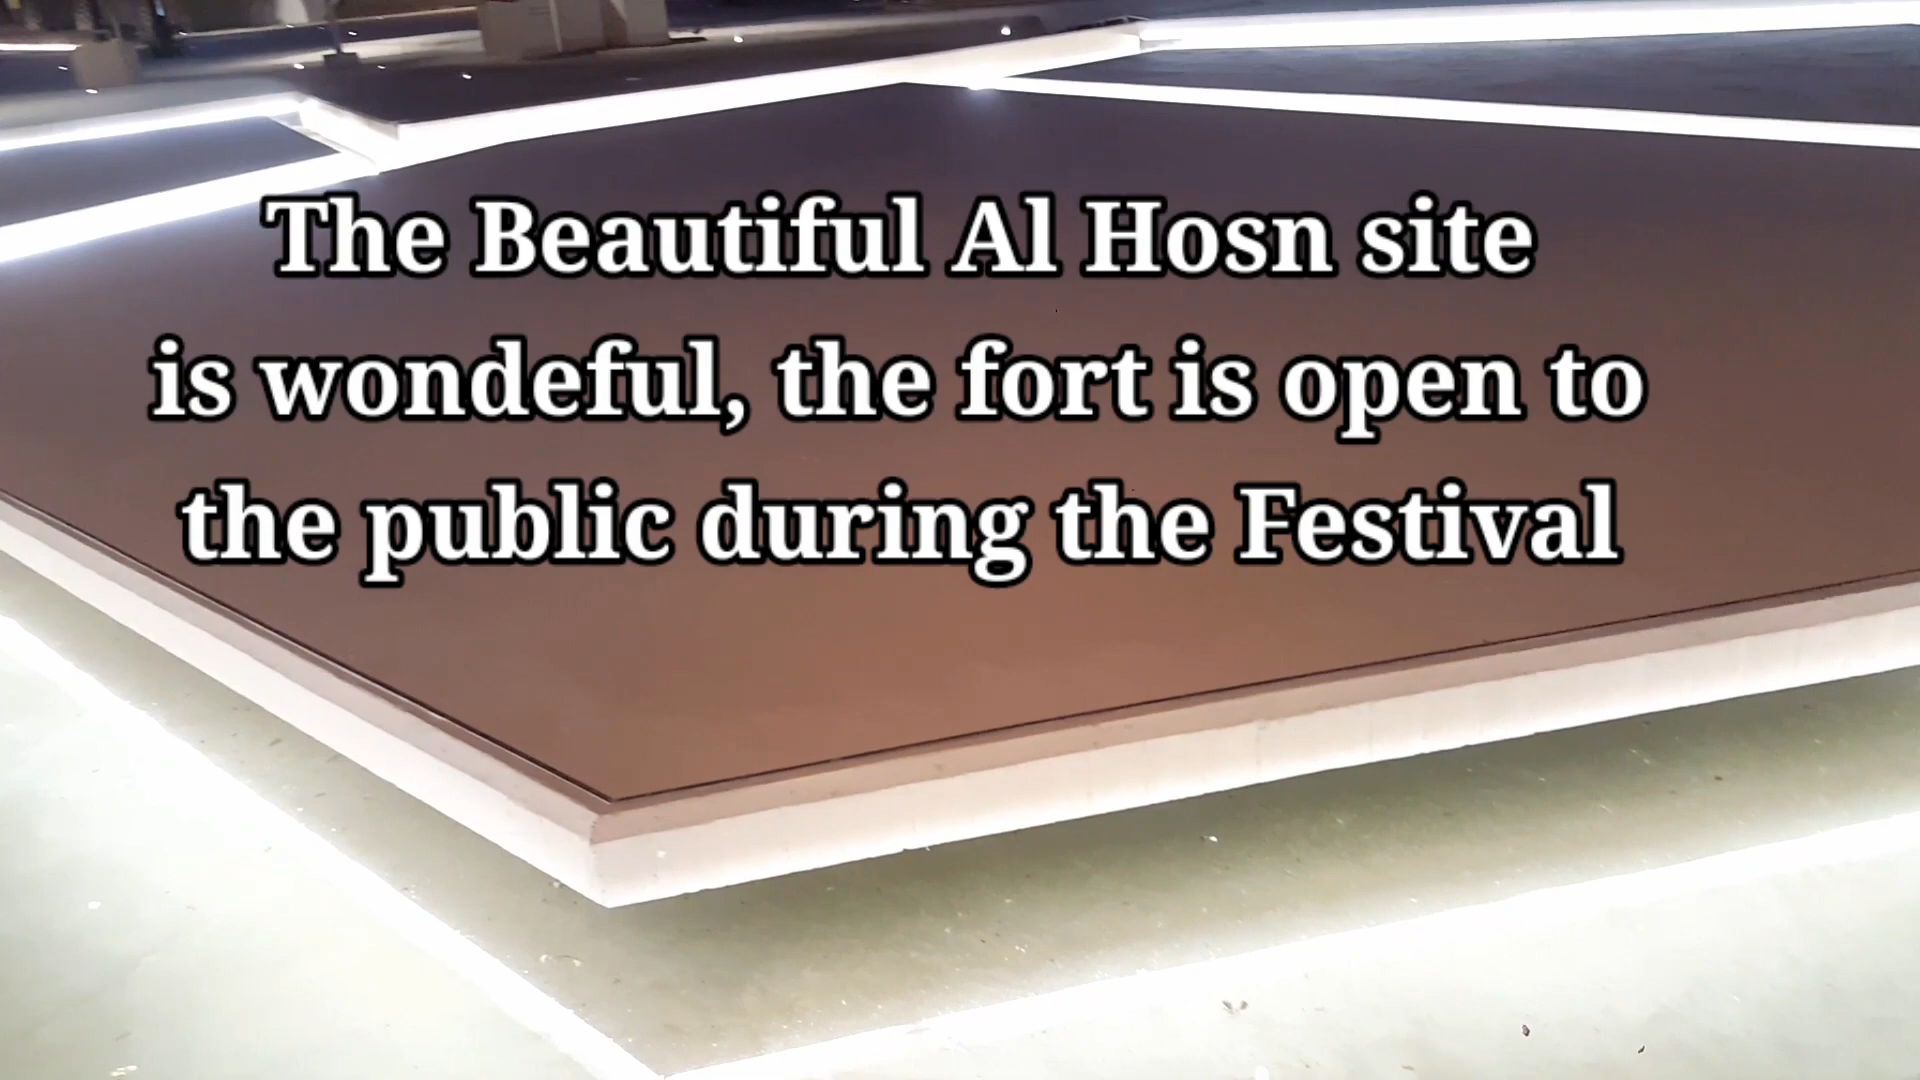 The Beautiful Al Hosn site
is wondeful, the fort is open to
the public during the Festival